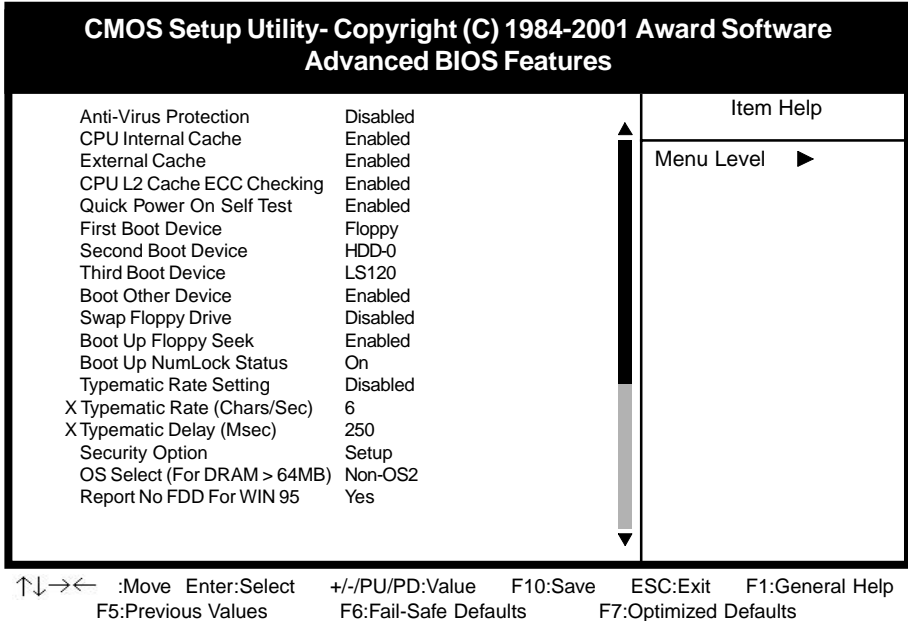 CMOS Setup Utility- Copyright (C) 1984-2001 Award Software
Advanced BIOS Features
Anti-Virus Protection Disabled
CPU Internal Cache Enabled
External Cache Enabled
CPU L2 Cache ECC Checking Enabled
Quick Power On Self Test Enabled
First Boot Device Floppy
Second Boot Device HDD-0
Third Boot Device LS120
Boot Other Device Enabled
Swap Floppy Drive Disabled
Boot Up Floppy Seek Enabled
Boot Up NumLock Status On
Typematic Rate Setting Disabled
X Typematic Rate (Chars/Sec) 6
X Typematic Delay (Msec) 250
Security Option Setup
OS Select (For DRAM > 64MB) Non-OS2
Report No FDD For WIN 95 Yes
Item Help
Menu Level ►
↑↓→← :Move Enter:Select +/-/PU/PD:Value F10:Save ESC:Exit F1:General Help
F5:Previous Values F6:Fail-Safe Defaults F7:Optimized Defaults